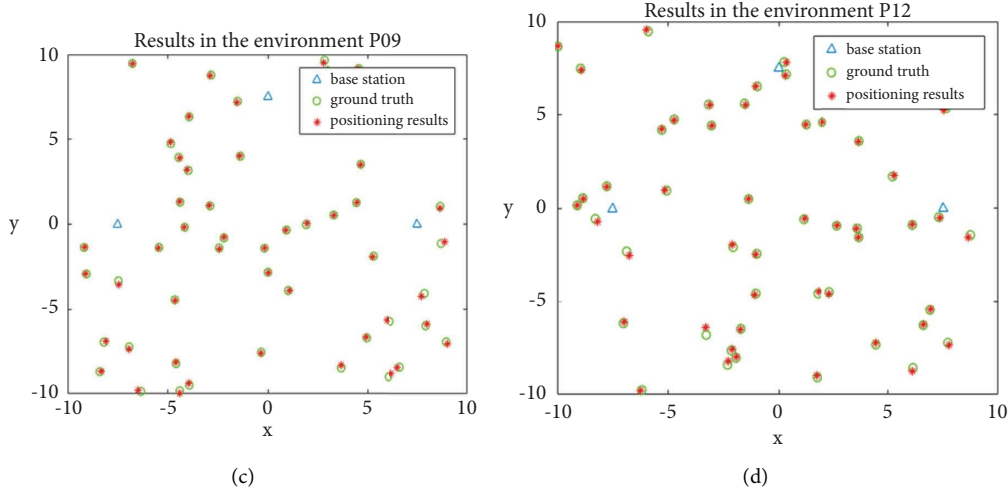 Results in the environment P09
10
5
y
0
-5
-10
-10
-5
0
5
10
x
base station
ground truth
positioning results
(c)
Results in the environment P12
10
5
y
0
-5
-10
-10
-5
0
5
10
x
base station
ground truth
positioning results
(d)